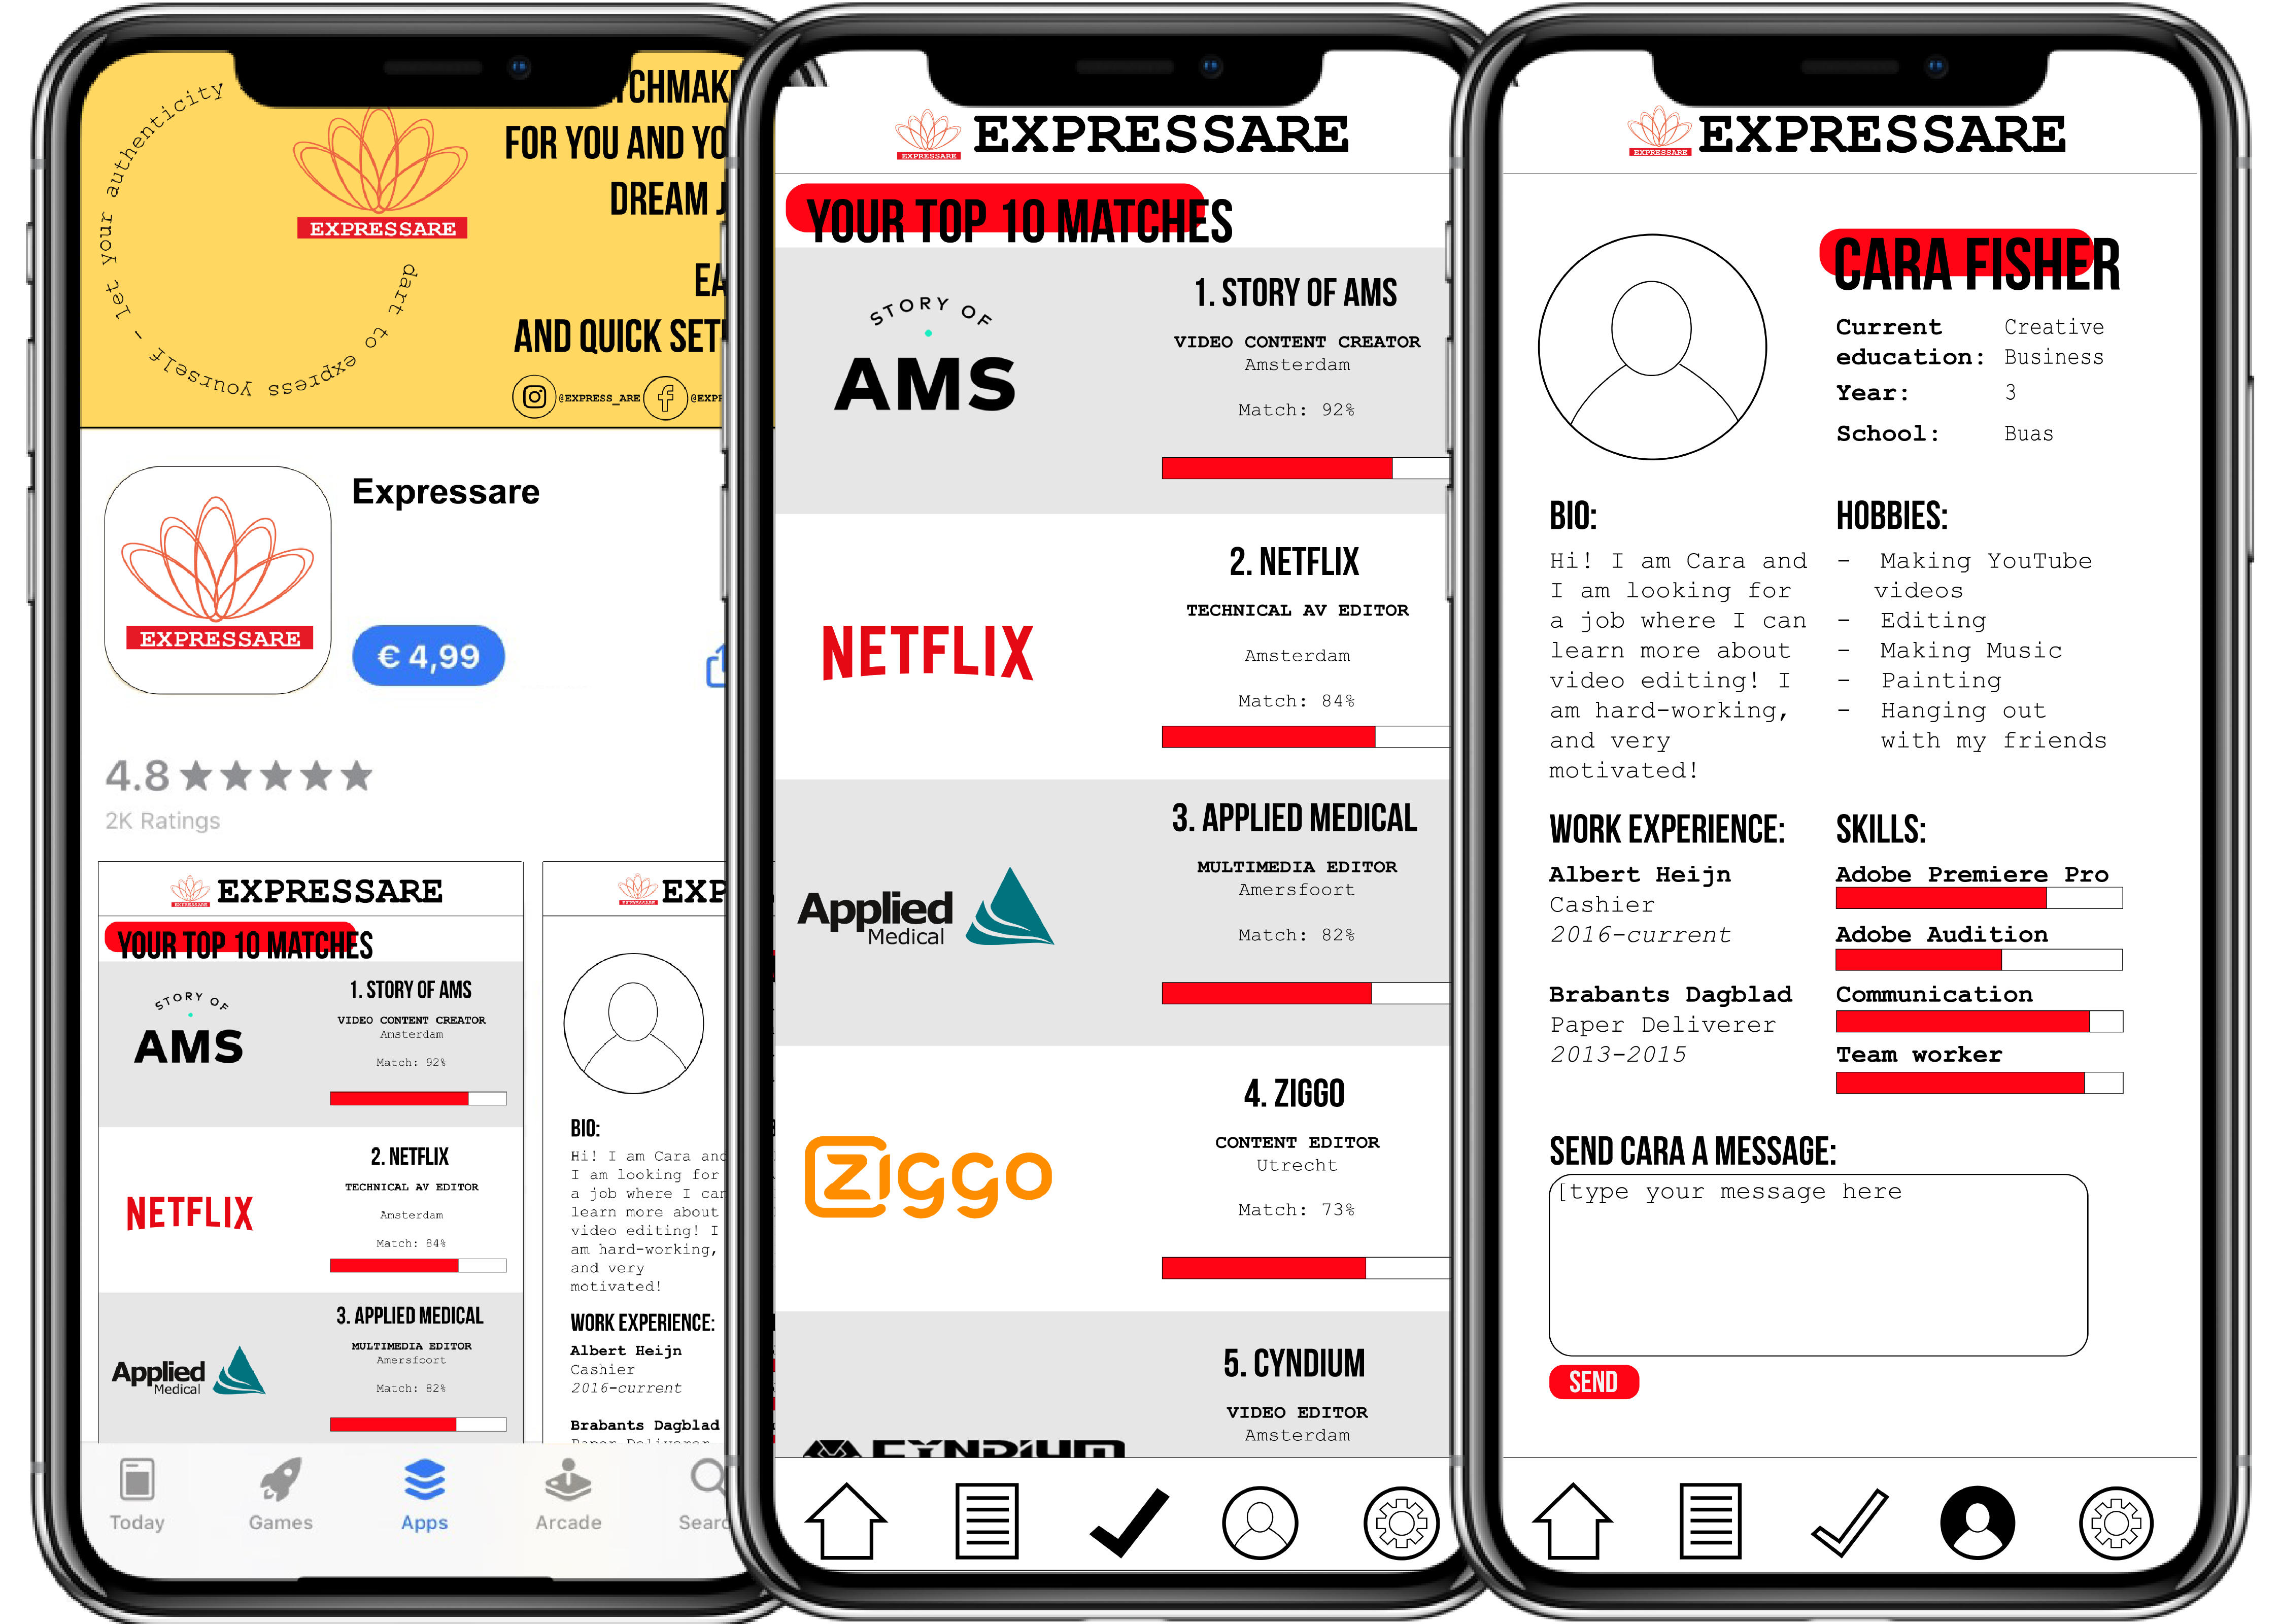 TCHMAK
FOR YOU AND YO
DREAM J
EA
AND QUICK SET
dart to express yourself - let your authenticity
EXPRESSARE
@EXPRESS_ARE
@EXPR
Expressare
EXPRESSARE
€ 4,99
4.8
2K Ratings
EXPRESSARE
EXPRESSARE
YOUR TOP 10 MATCHES
STORY OF
AMS
1. STORY OF AMS
VIDEO CONTENT CREATOR
Amsterdam
Match: 92%
NETFLIX
2. NETFLIX
TECHNICAL AV EDITOR
Amsterdam
Match: 84%
Applied
Medical
3. APPLIED MEDICAL
MULTIMEDIA EDITOR
Amersfoort
Match: 82%
EXPRESSARE
EXP
BIO:
Hi! I am Cara and
I am looking for
a job where I can
learn more about
video editing! I
am hard-working,
and very
motivated!
WORK EXPERIENCE:
Albert Heijn
Cashier
2016-current
Brabants Dagblad
Paper Deliverer
Today
Games
Apps
Arcade
Searc
EXPRESSARE
EXPRESSARE
YOUR TOP 10 MATCHES
STORY OF
AMS
1. STORY OF AMS
VIDEO CONTENT CREATOR
Amsterdam
Match: 92%
NETFLIX
2. NETFLIX
TECHNICAL AV EDITOR
Amsterdam
Match: 84%
Applied
Medical
3. APPLIED MEDICAL
MULTIMEDIA EDITOR
Amersfoort
Match: 82%
Ziggo
4. ZIGGO
CONTENT EDITOR
Utrecht
Match: 73%
CYNDIUM
5. CYNDIUM
VIDEO EDITOR
Amsterdam
EXPRESSARE
EXPRESSARE
CARA FISHER
Current education: Creative Business
Year: 3
School: Buas
BIO:
Hi! I am Cara and
I am looking for
a job where I can
learn more about
video editing! I
am hard-working,
and very
motivated!
HOBBIES:
- Making YouTube
videos
- Editing
- Making Music
- Painting
- Hanging out
with my friends
WORK EXPERIENCE:
Albert Heijn
Cashier
2016-current
Brabants Dagblad
Paper Deliverer
2013-2015
SKILLS:
Adobe Premiere Pro
Adobe Audition
Communication
Team worker
SEND CARA A MESSAGE:
[type your message here
SEND